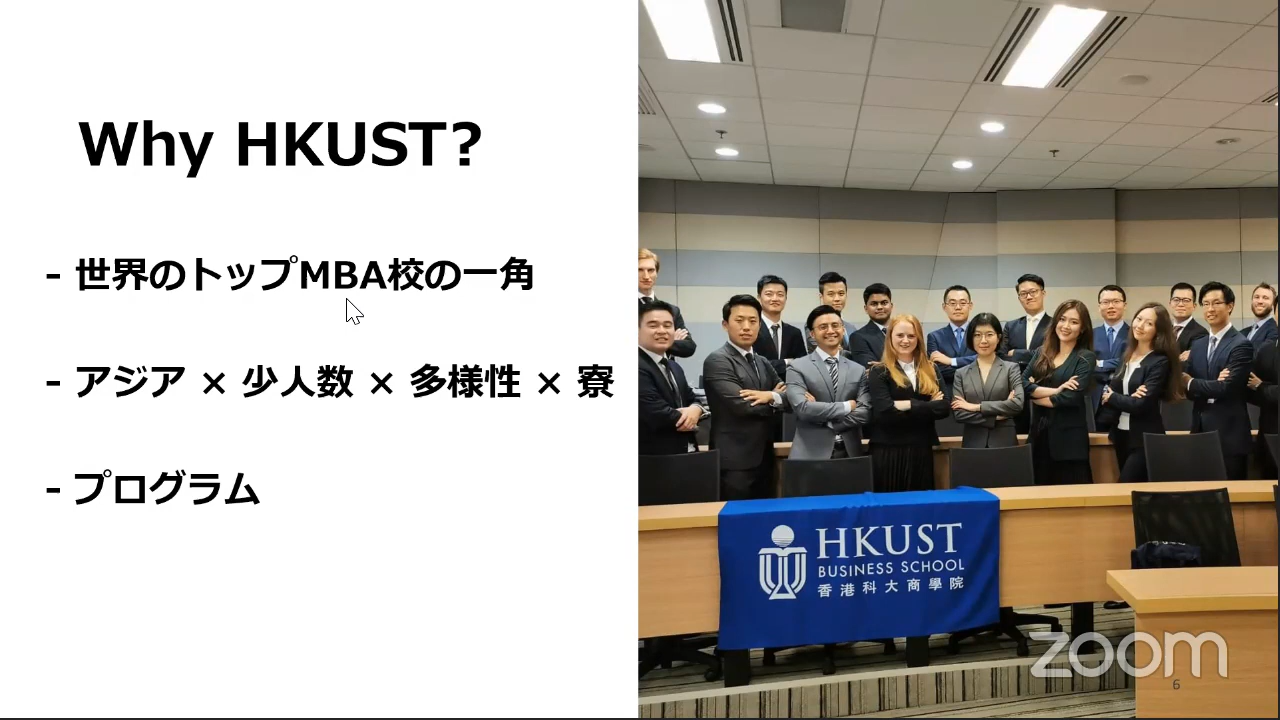 Why HKUST?
- 世界のトップMBA校の一角
- アジア × 少人数 × 多様性 × 寮
- プログラム
HKUST
BUSINESS SCHOOL
香港科大商學院
zoom
6